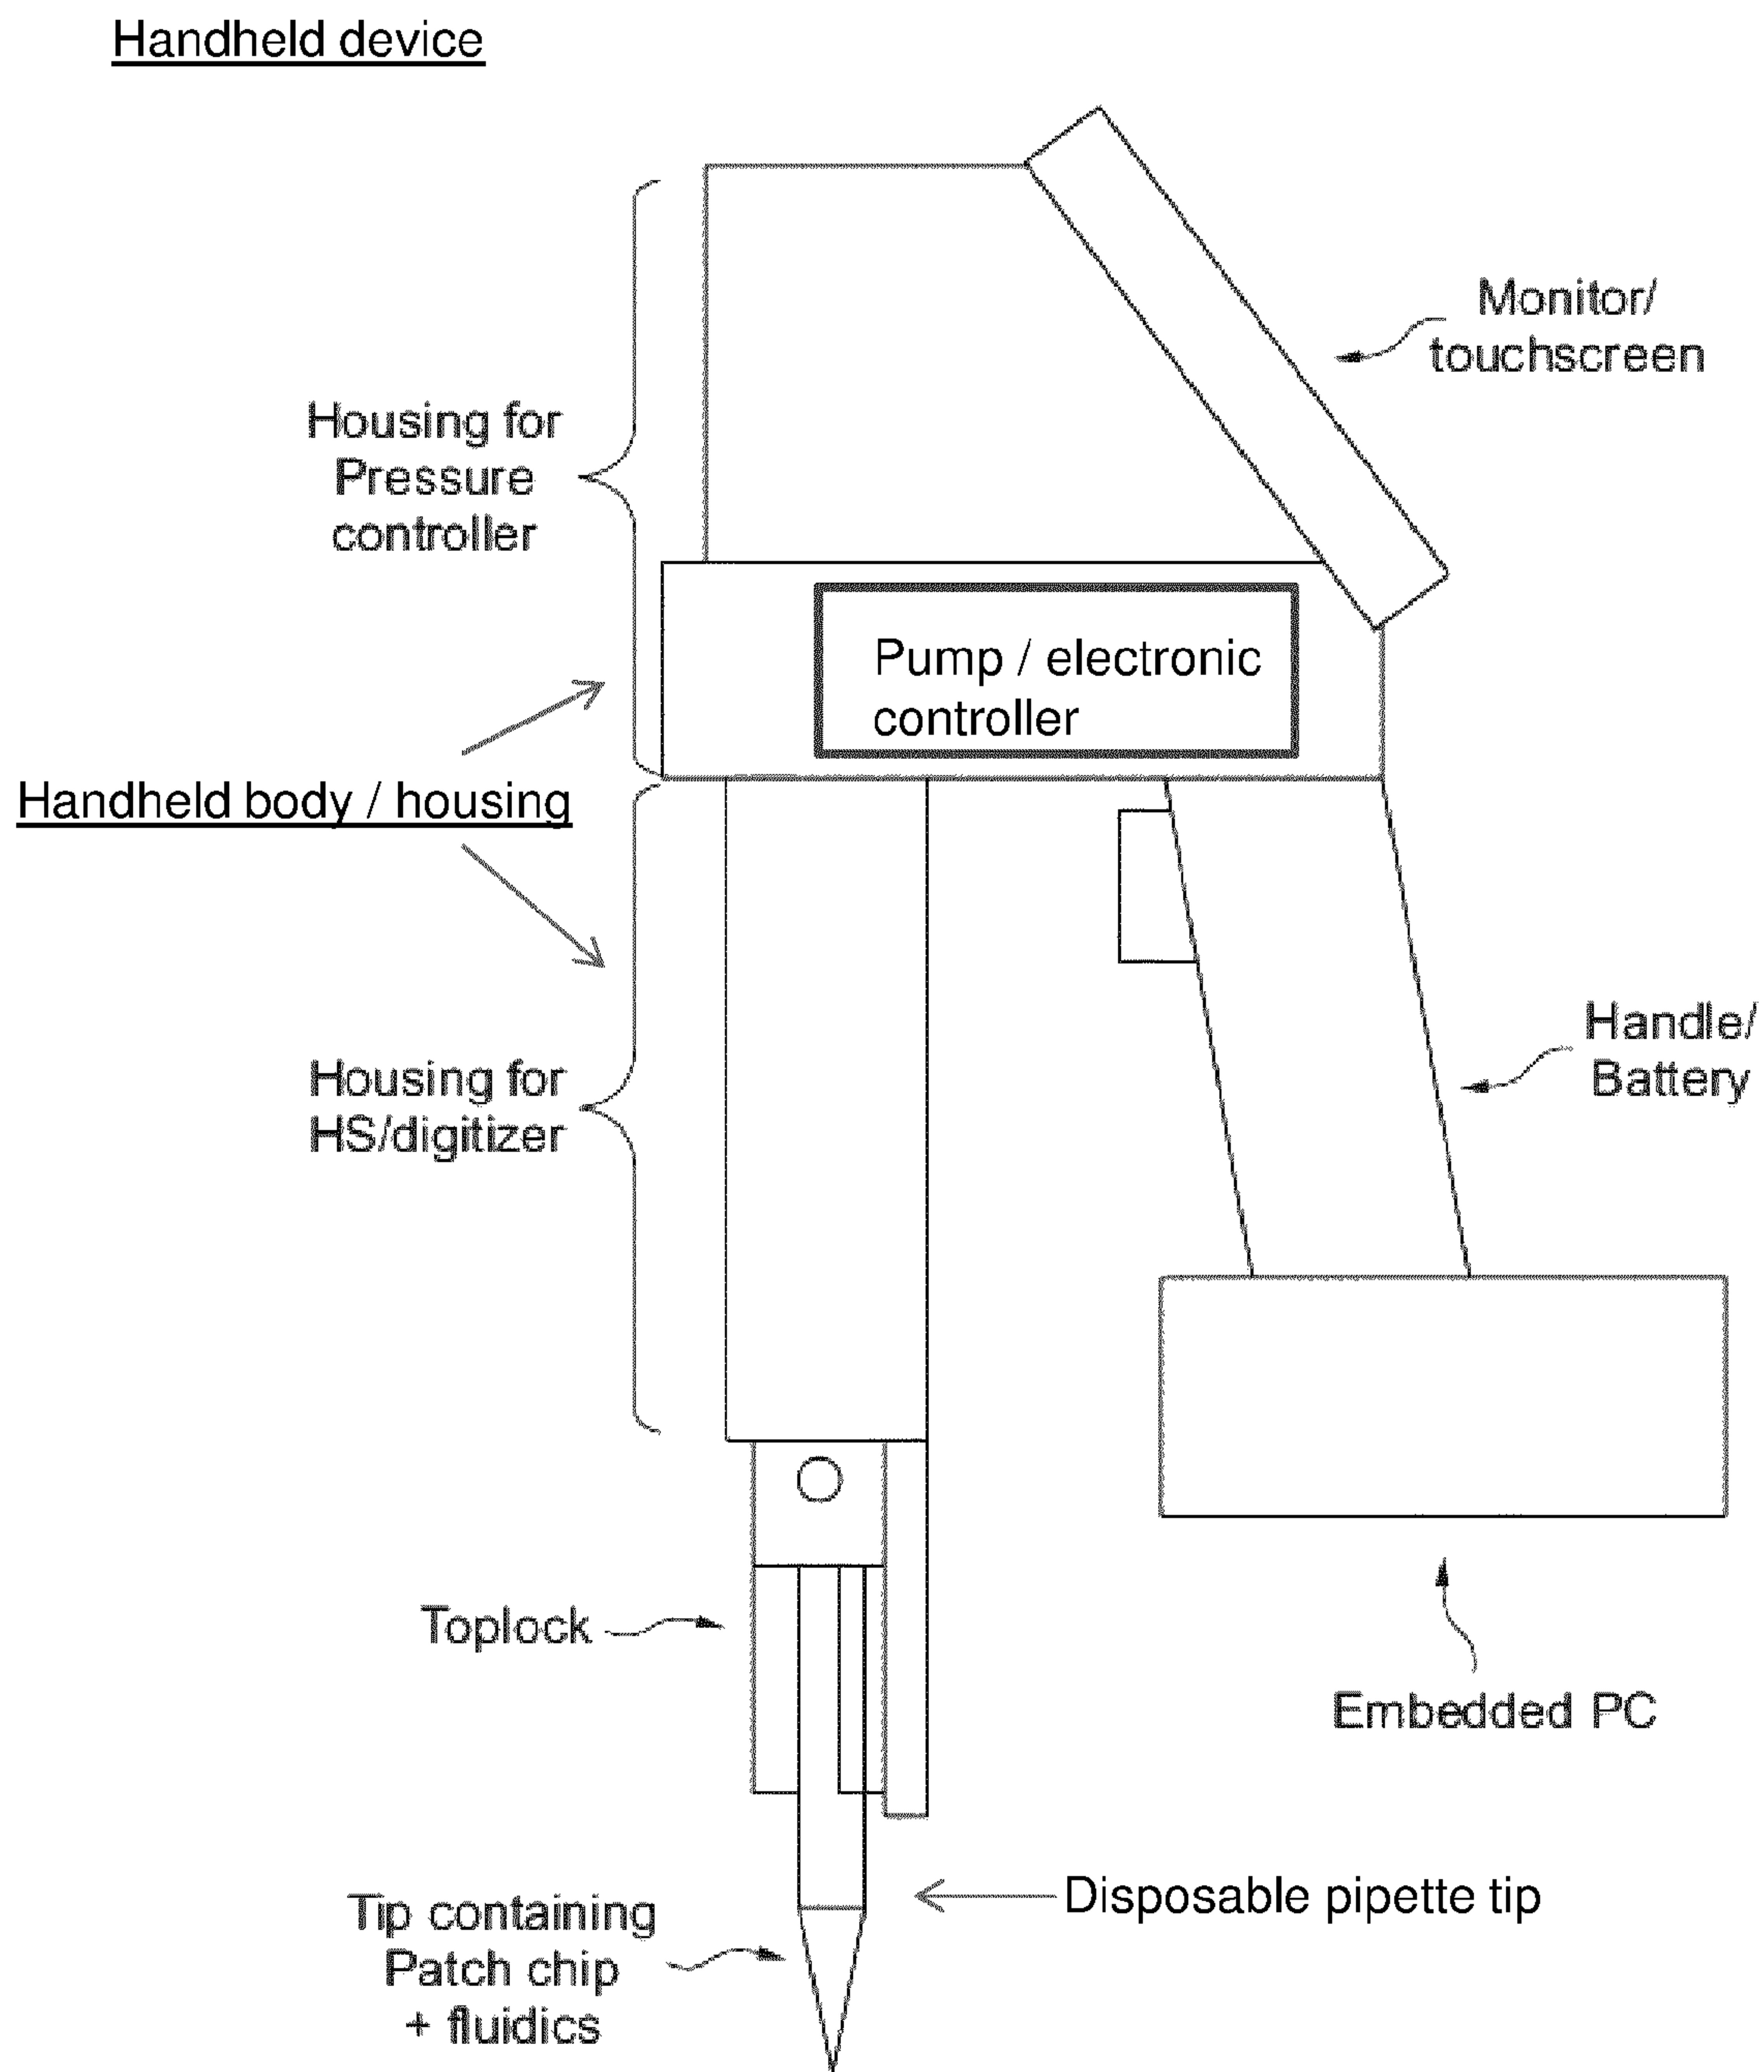 Handheld device
Monitor/
touchscreen
Housing for
Pressure
controller
Pump / electronic
controller
Handheld body / housing
Handle/
Battery
Housing for
HS/digitizer
Toplock
Embedded PC
Disposable pipette tip
Tip containing
Patch chip
+ fluidics